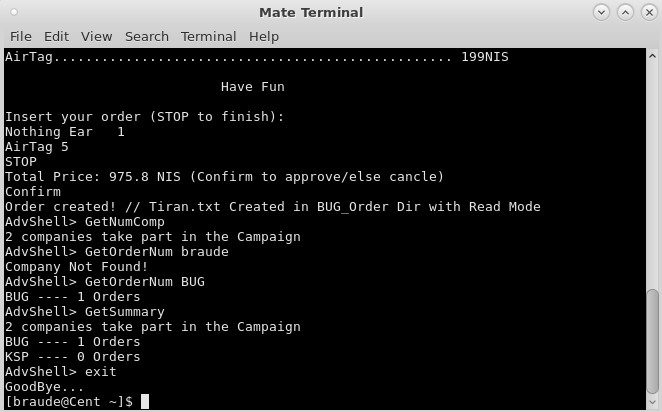 Mate Terminal
File Edit View Search Terminal Help
AirTag.................................................. 199NIS
Have Fun
Insert your order (STOP to finish):
Nothing Ear   1
AirTag 5
STOP
Total Price: 975.8 NIS (Confirm to approve/else cancle)
Confirm
Order created! // Tiran.txt Created in BUG_Order Dir with Read Mode
AdvShell> GetNumComp
2 companies take part in the Campaign
AdvShell> GetOrderNum braude
Company Not Found!
AdvShell> GetOrderNum BUG
BUG ---- 1 Orders
AdvShell> GetSummary
2 companies take part in the Campaign
BUG ---- 1 Orders
KSP ---- 0 Orders
AdvShell> exit
GoodBye...
[braude@Cent ~]$